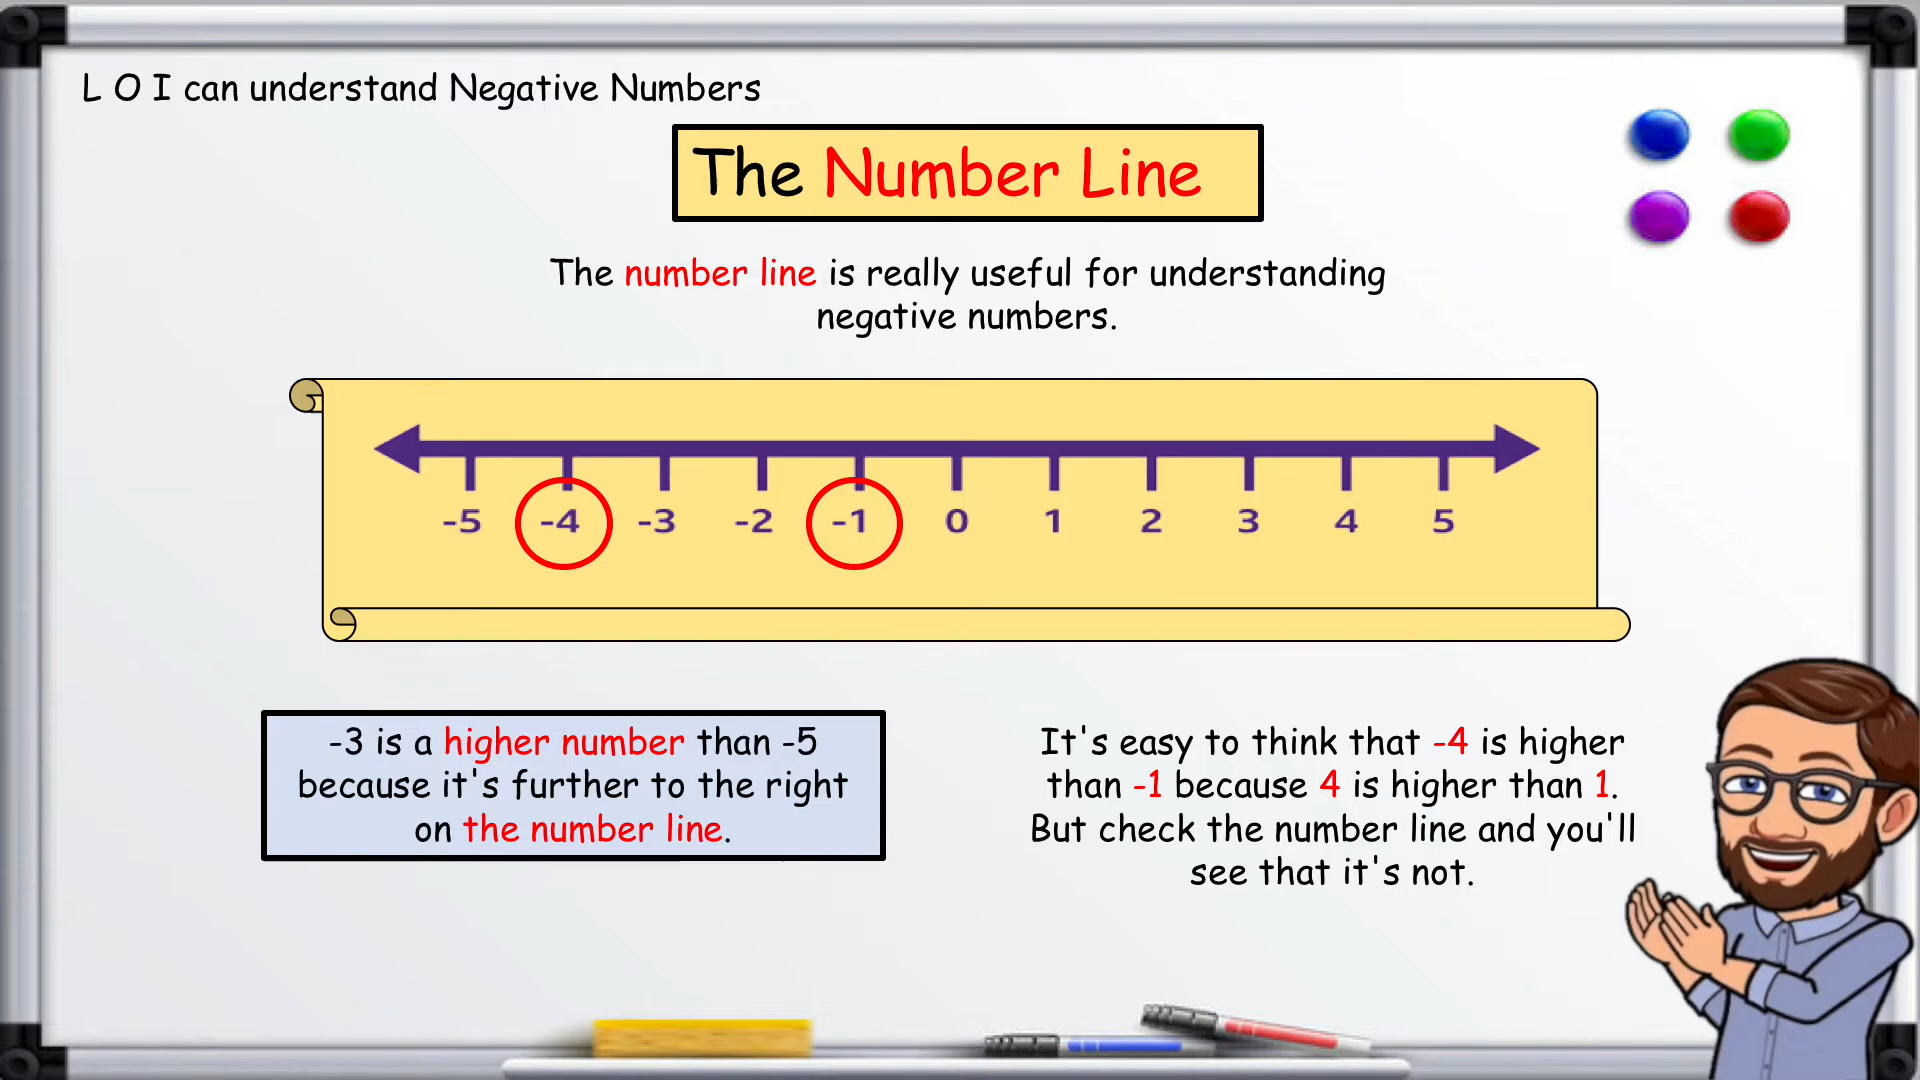 L O I can understand Negative Numbers
The Number Line
The number line is really useful for understanding
negative numbers.
-5 -4 -3 -2 -1 0 1 2 3 4 5
-3 is a higher number than -5
because it's further to the right
on the number line.
It's easy to think that -4 is higher
than -1 because 4 is higher than 1.
But check the number line and you'll
see that it's not.